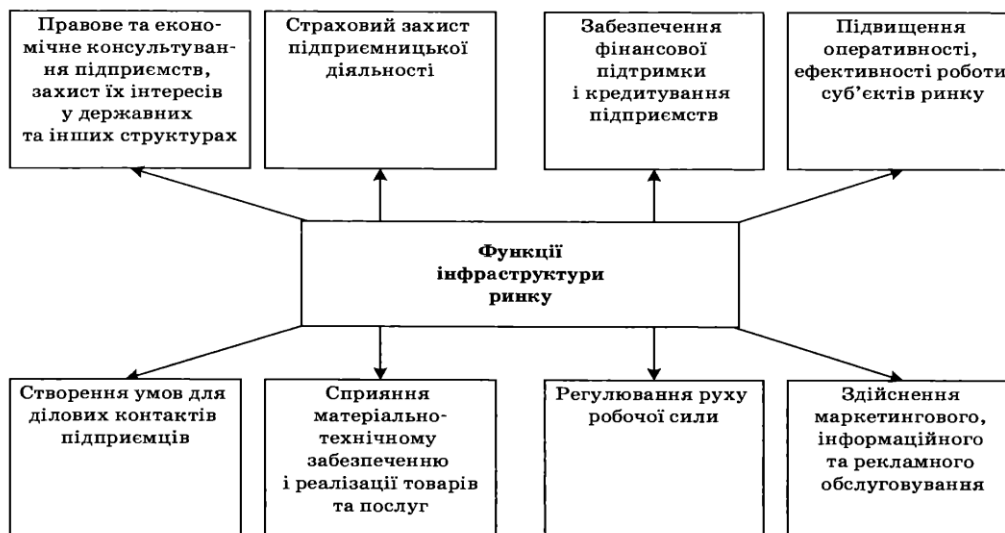 Правове та еконо-
мічне консультуван-
ня підприємств,
захист їх інтересів
у державних
та інших структурах
Страховий захист
підприємницької
діяльності
Забезпечення
фінансової
підтримки
і кредитування
підприємств
Підвищення
оперативності,
ефективності роботи
суб’єктів ринку
Функції
інфраструктури
ринку
Створення умов для
ділових контактів
підприємців
Сприяння
матеріально-
технічному
забезпеченню
і реалізації товарів
та послуг
Регулювання руху
робочої сили
Здійснення
маркетингового,
інформаційного
та рекламного
обслуговування